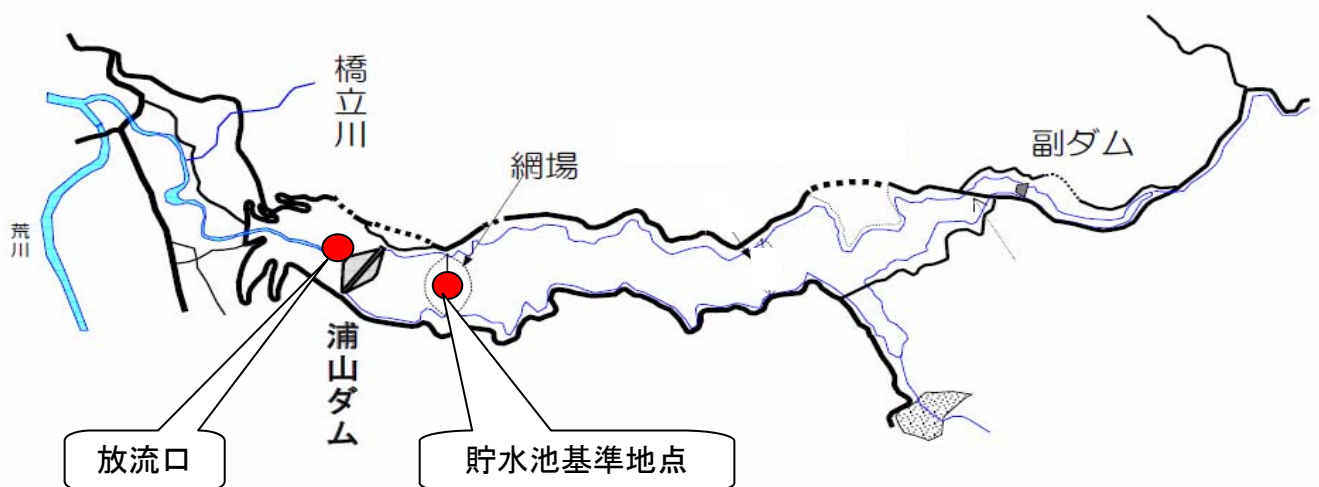 橋立川
網場
副ダム
荒川
浦山ダム
放流口
貯水池基準地点